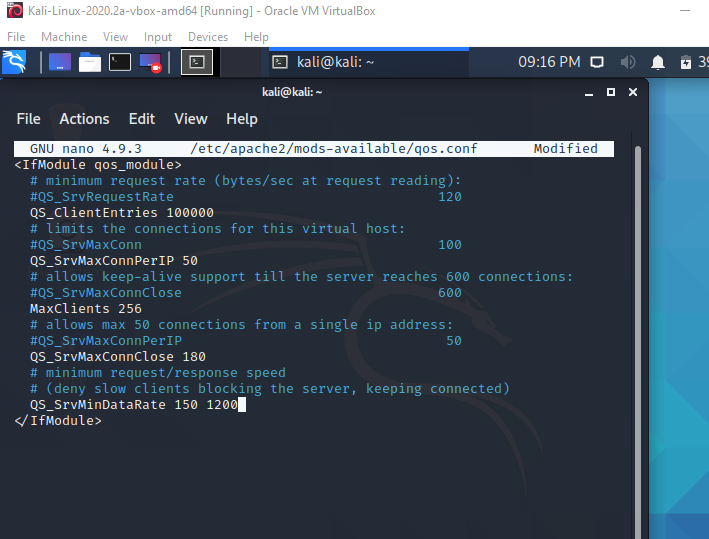 Kali-Linux-2020.2a-vbox-amd64 [Running] - Oracle VM VirtualBox
File Machine View Input Devices Help
kali@kali: ~ 09:16 PM 39
kali@kali: ~
File Actions Edit View Help
GNU nano 4.9.3 /etc/apache2/mods-available/qos.conf Modified
<IfModule qos_module>
# minimum request rate (bytes/sec at request reading):
#QS_SrvRequestRate 120
QS_ClientEntries 100000
# limits the connections for this virtual host:
#QS_SrvMaxConn 100
QS_SrvMaxConnPerIP 50
# allows keep-alive support till the server reaches 600 connections:
#QS_SrvMaxConnClose 600
MaxClients 256
# allows max 50 connections from a single ip address:
#QS_SrvMaxConnPerIP 50
QS_SrvMaxConnClose 180
# minimum request/response speed
# (deny slow clients blocking the server, keeping connected)
QS_SrvMinDataRate 150 1200
</IfModule>